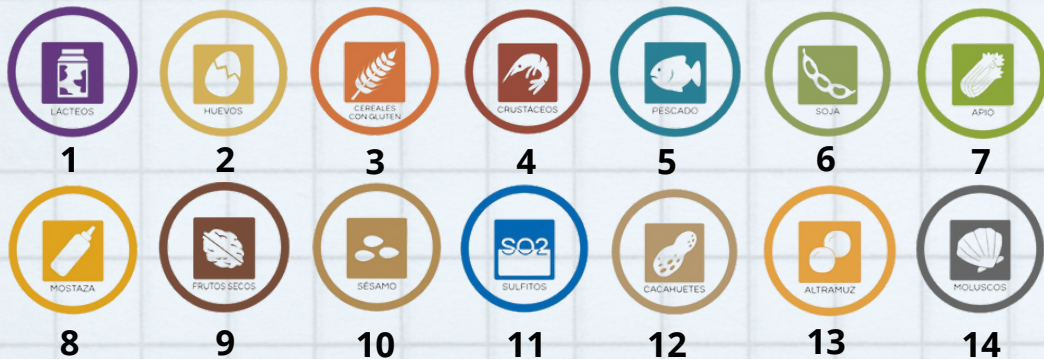 LÁCTEOS
HUEVOS
CEREALES
CON GLUTEN
CRUSTÁCEOS
PESCADO
SOJA
APIO
1 2 3 4 5 6 7
SO2
MOSTAZA
FRUTOS SECOS
SÉSAMO
SULFITOS
CACAHUETES
ALTRAMUZ
MOLUSCOS
8 9 10 11 12 13 14